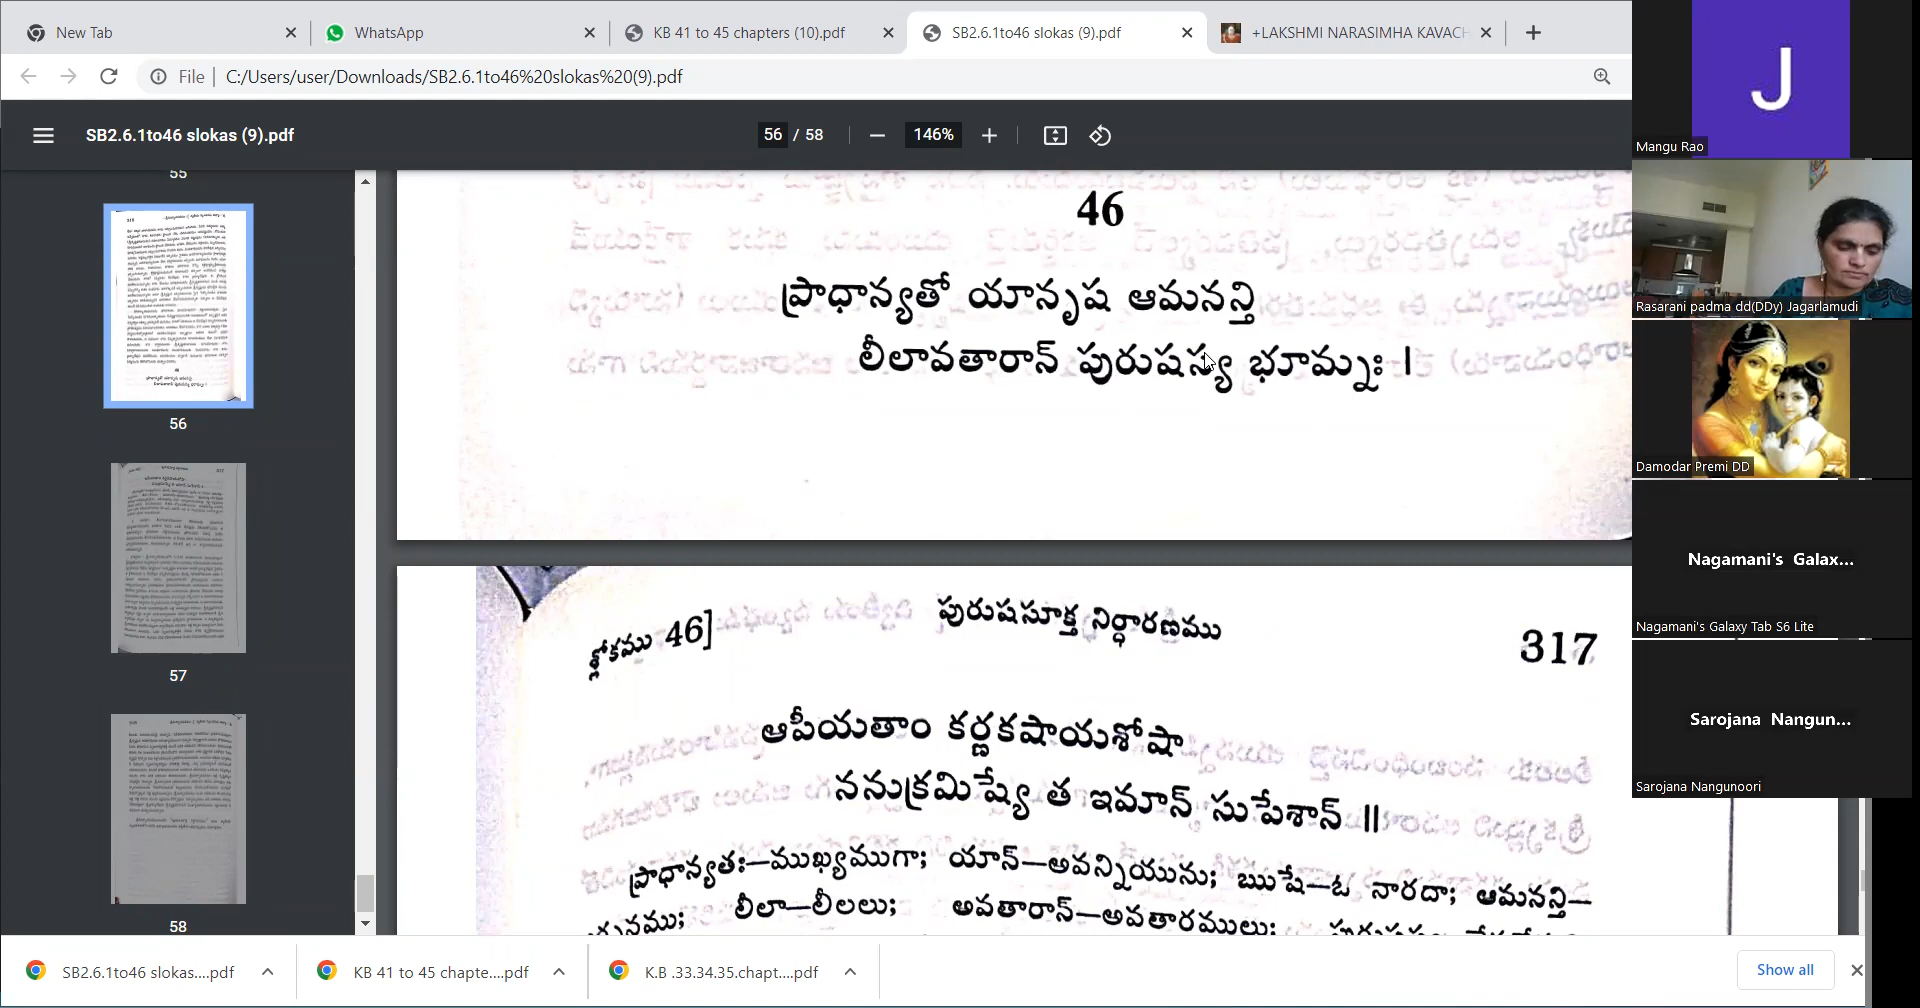 New Tab
WhatsApp
KB 41 to 45 chapters (10).pdf
SB2.6.1to46 slokas (9).pdf
+LAKSHMI NARASIMHA KAVACH
File
C:/Users/user/Downloads/SB2.6.1to46%20slokas%20(9).pdf
SB2.6.1to46 slokas (9).pdf
56 / 58
146%
55
56
57
58
46
ప్రాధాన్యతో యానృష ఆమనన్తి
లీలావతారాన్ పురుషస్య భూమ్నః ।
శ్లోకము 46]
పురుషసూక్త నిర్ధారణము
317
ఆపీయతాం కర్ణకషాయశోషా
ననుక్రమిష్యే త ఇమాన్ సుపేశాన్ ॥
ప్రాధాన్యతః—ముఖ్యముగా; యాన్—అవన్నియును; ఋషే—ఓ నారదా; ఆమనన్తి—
లీలా—లీలలు; అవతారాన్—అవతారములు;
J
Mangu Rao
Rasarani padma dd(DDy) Jagarlamudi
Damodar Premi DD
Nagamani's Galax...
Nagamani's Galaxy Tab S6 Lite
Sarojana Nangun...
Sarojana Nangunoori
SB2.6.1to46 slokas....pdf
KB 41 to 45 chapte....pdf
K.B .33.34.35.chapt....pdf
Show all